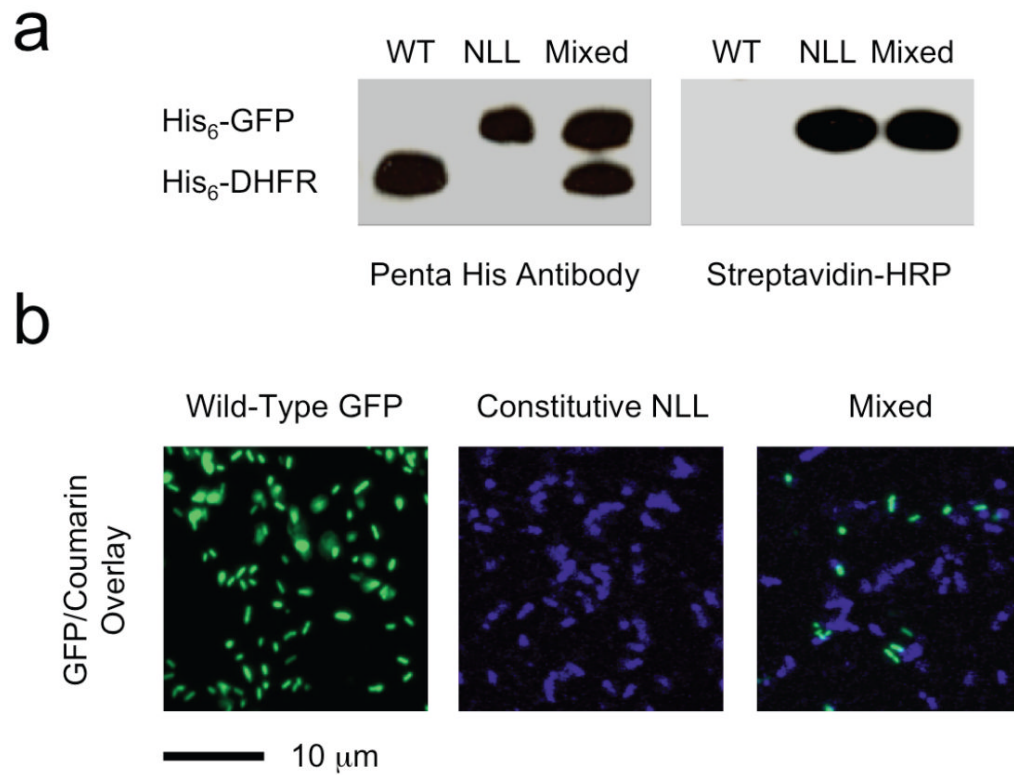 a
WT NLL Mixed WT NLL Mixed
His₆-GFP
His₆-DHFR
Penta His Antibody Streptavidin-HRP
b
Wild-Type GFP Constitutive NLL Mixed
GFP/Coumarin
Overlay
10 μm